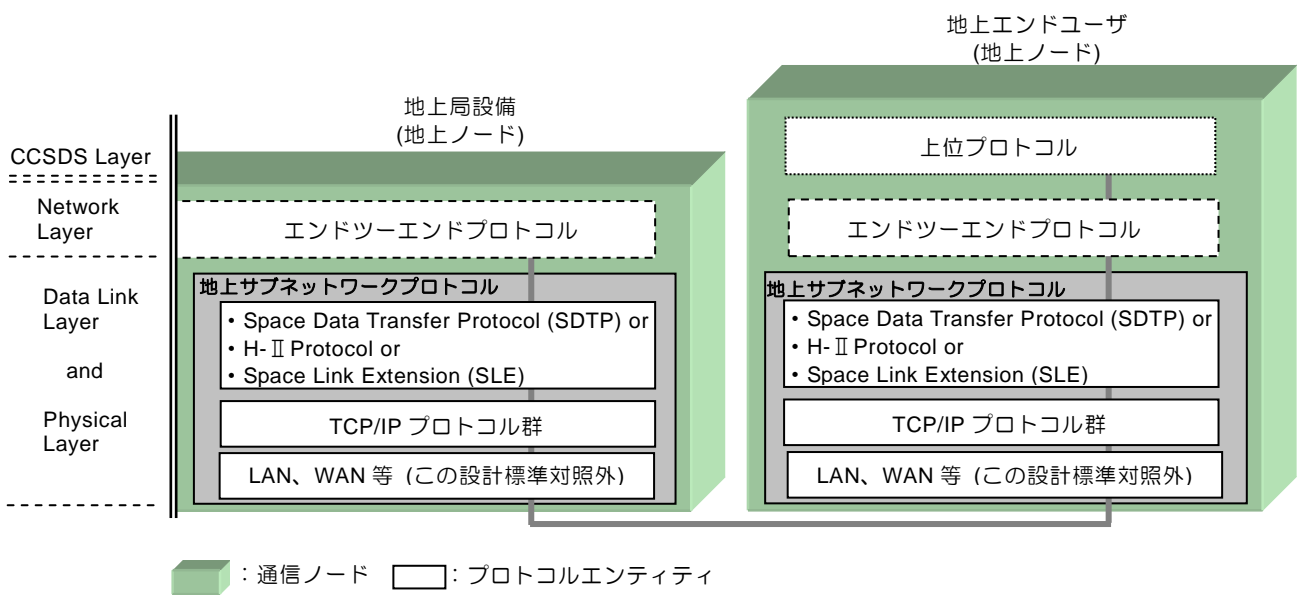 地上エンドユーザ
(地上ノード)
地上局設備
(地上ノード)
CCSDS Layer
Network
Layer
Data Link
Layer
and
Physical
Layer
エンドツーエンドプロトコル
地上サブネットワークプロトコル
・Space Data Transfer Protocol (SDTP) or
・H-Ⅱ Protocol or
・Space Link Extension (SLE)
TCP/IP プロトコル群
LAN、WAN 等 (この設計標準対照外)
上位プロトコル
エンドツーエンドプロトコル
地上サブネットワークプロトコル
・Space Data Transfer Protocol (SDTP) or
・H-Ⅱ Protocol or
・Space Link Extension (SLE)
TCP/IP プロトコル群
LAN、WAN 等 (この設計標準対照外)
：通信ノード
：プロトコルエンティティ